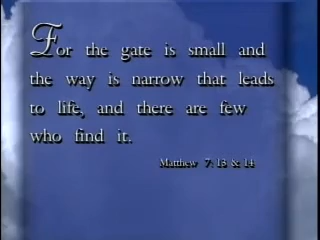 For the gate is small and
the way is narrow that leads
to life, and there are few
who find it.
Matthew 7: 13 & 14